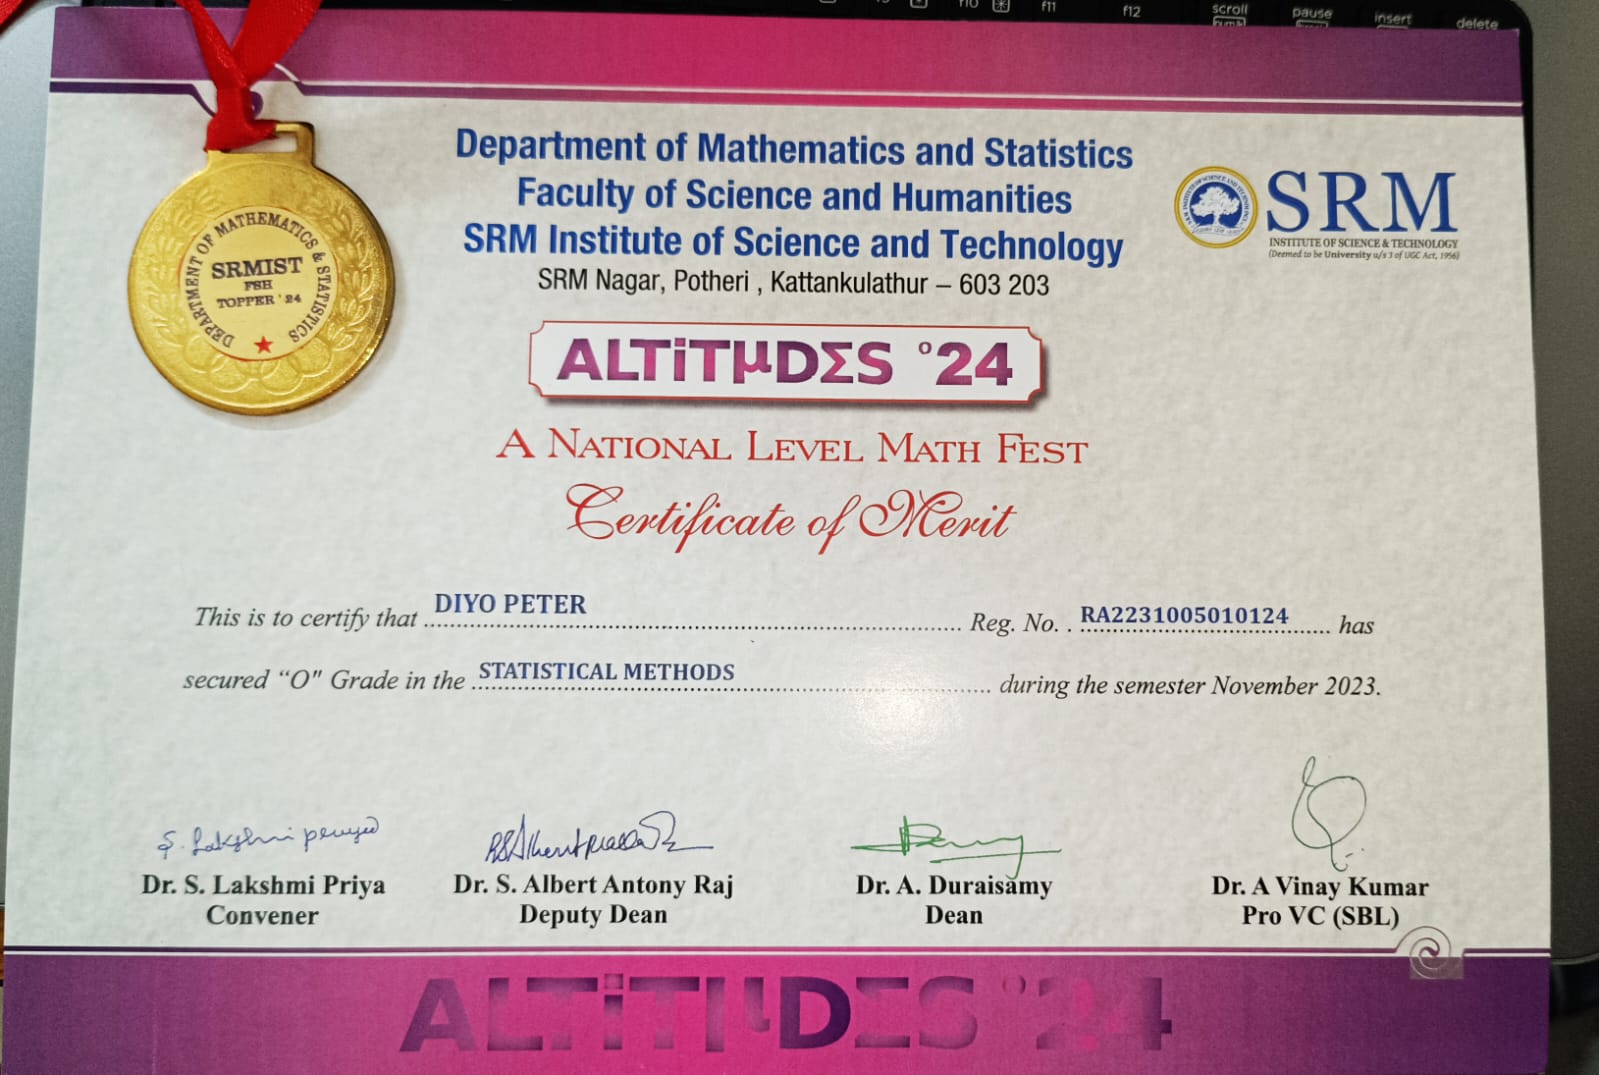 f10 f11 f12 scroll pause insert delete
Department of Mathematics and Statistics
Faculty of Science and Humanities
SRM Institute of Science and Technology
SRM Nagar, Potheri , Kattankulathur – 603 203
SRM
INSTITUTE OF SCIENCE & TECHNOLOGY
(Deemed to be University u/s 3 of UGC Act, 1956)
DEPARTMENT OF MATHEMATICS & STATISTICS
SRMIST
FSH
TOPPER ' 24
ALTiTμDΣS °24
A NATIONAL LEVEL MATH FEST
Certificate of Merit
This is to certify that DIYO PETER Reg. No. . RA2231005010124 has
secured “O" Grade in the STATISTICAL METHODS during the semester November 2023.
Dr. S. Lakshmi Priya
Convener
Dr. S. Albert Antony Raj
Deputy Dean
Dr. A. Duraisamy
Dean
Dr. A Vinay Kumar
Pro VC (SBL)
ALTiTμDΣS °24